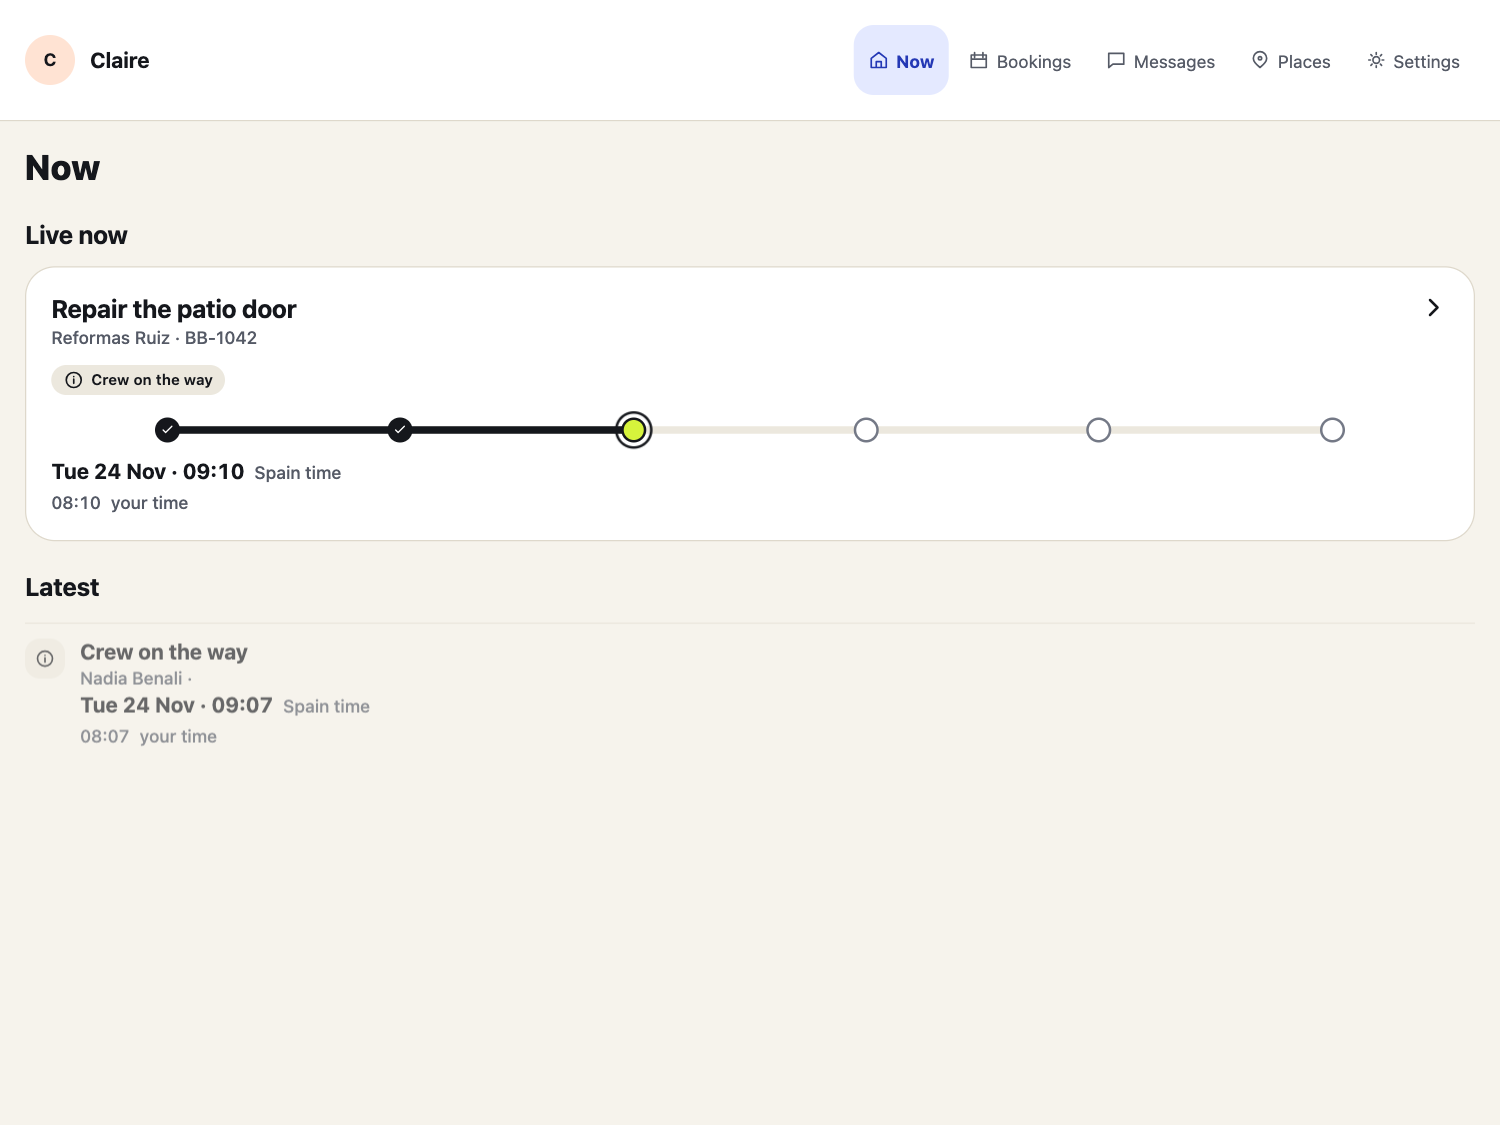 C Claire
Now Bookings Messages Places Settings
Now
Live now
Repair the patio door
Reformas Ruiz · BB-1042
Crew on the way
Tue 24 Nov · 09:10 Spain time
08:10 your time
Latest
Crew on the way
Nadia Benali ·
Tue 24 Nov · 09:07 Spain time
08:07 your time